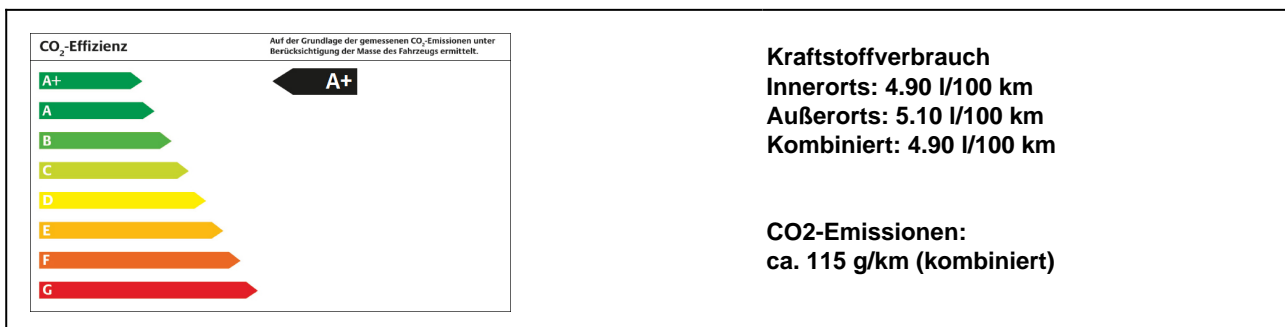 CO2-Effizienz
Auf der Grundlage der gemessenen CO2-Emissionen unter
Berücksichtigung der Masse des Fahrzeugs ermittelt.
A+
A+
A
B
C
D
E
F
G
Kraftstoffverbrauch
Innerorts: 4.90 l/100 km
Außerorts: 5.10 l/100 km
Kombiniert: 4.90 l/100 km
CO2-Emissionen:
ca. 115 g/km (kombiniert)